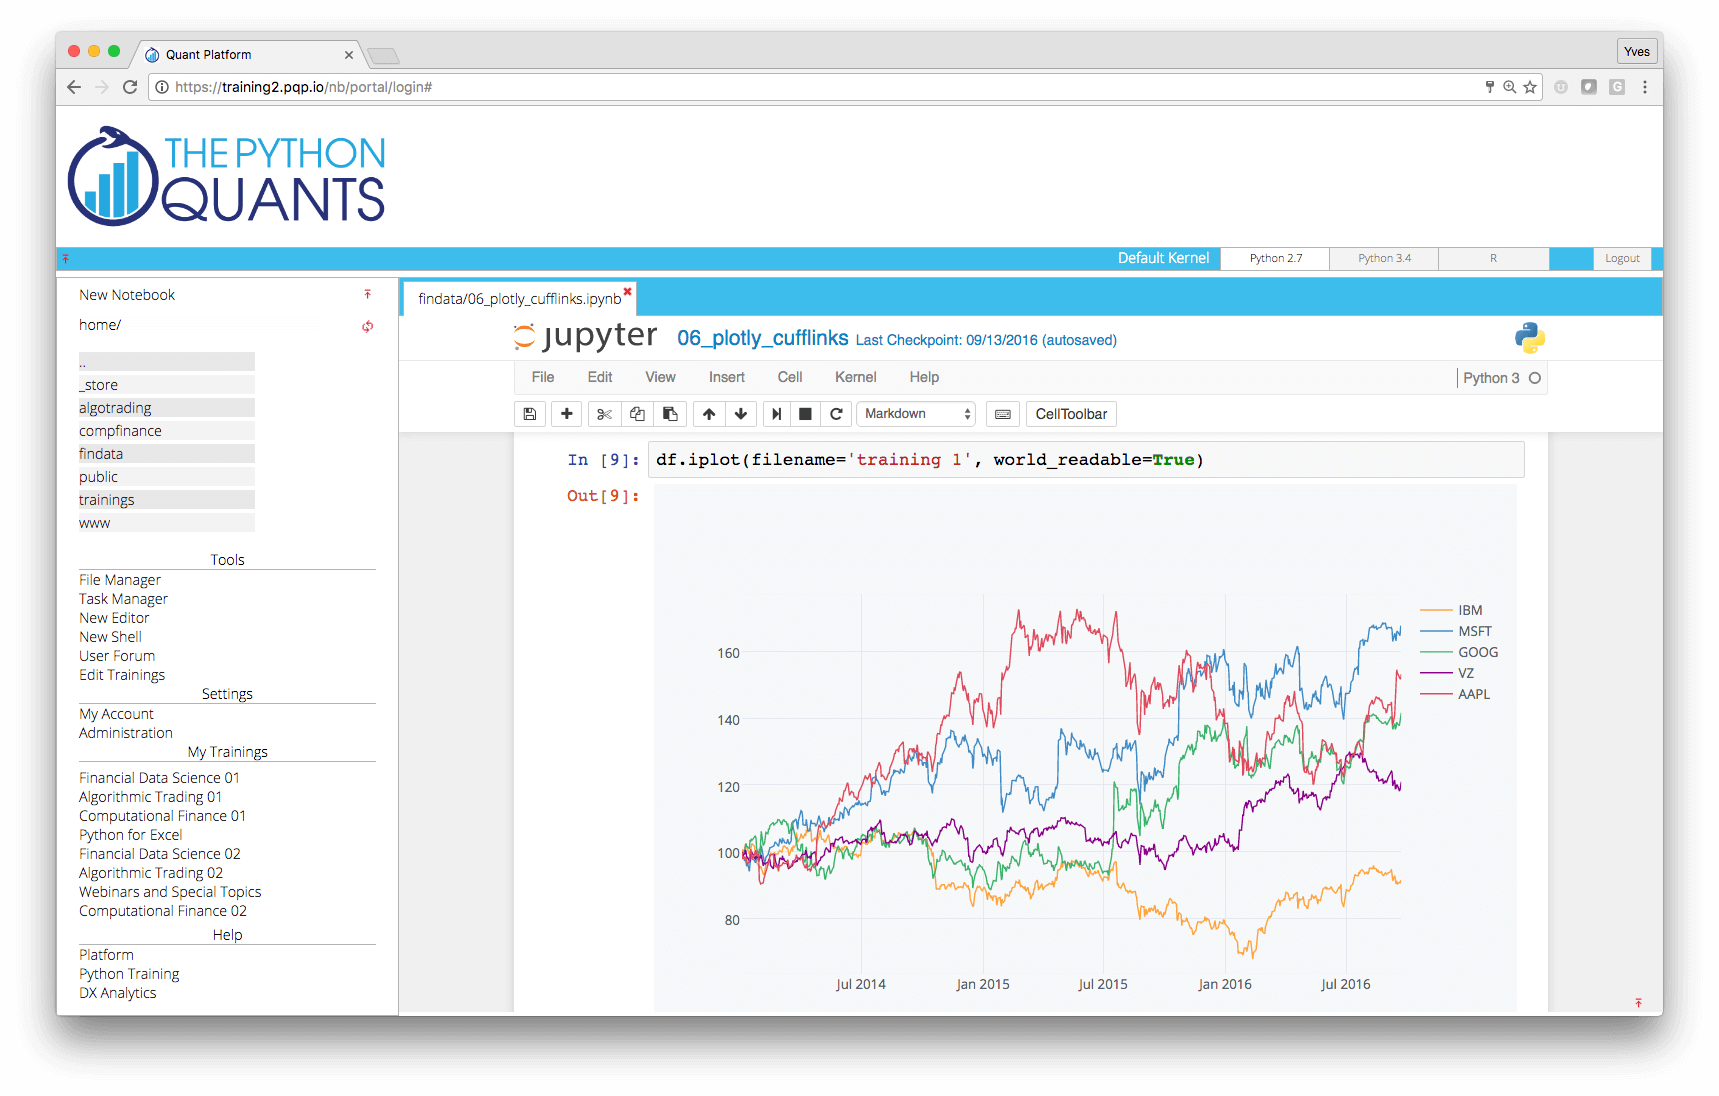 Quant Platform
Yves
https://training2.pqp.io/nb/portal/login#
THE PYTHON
QUANTS
Default Kernel
Python 2.7
Python 3.4
R
Logout
New Notebook
home/
..
_store
algotrading
compfinance
findata
public
trainings
www
Tools
File Manager
Task Manager
New Editor
New Shell
User Forum
Edit Trainings
Settings
My Account
Administration
My Trainings
Financial Data Science 01
Algorithmic Trading 01
Computational Finance 01
Python for Excel
Financial Data Science 02
Algorithmic Trading 02
Webinars and Special Topics
Computational Finance 02
Help
Platform
Python Training
DX Analytics
findata/06_plotly_cufflinks.ipynb
jupyter 06_plotly_cufflinks Last Checkpoint: 09/13/2016 (autosaved)
File Edit View Insert Cell Kernel Help
Python 3
Markdown
CellToolbar
In [9]: df.iplot(filename='training 1', world_readable=True)
Out[9]:
IBM
MSFT
GOOG
VZ
AAPL
160
140
120
100
80
Jul 2014
Jan 2015
Jul 2015
Jan 2016
Jul 2016